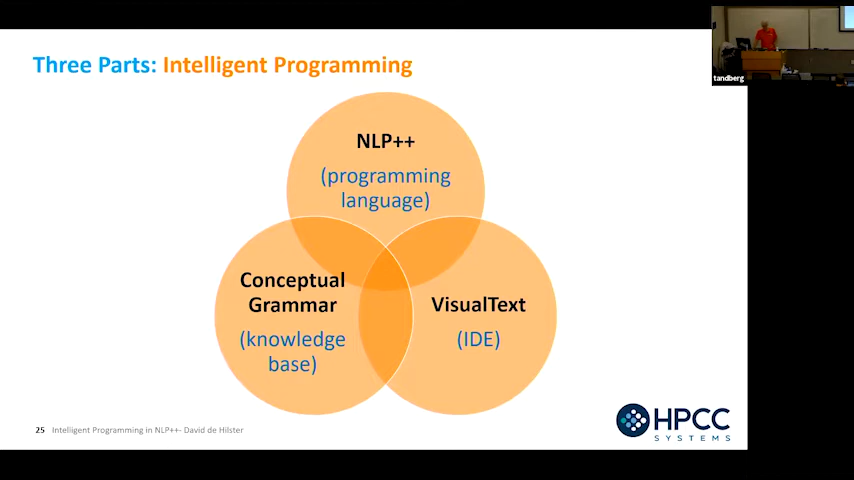 tandberg
Three Parts: Intelligent Programming
NLP++
(programming
language)
Conceptual
Grammar
(knowledge
base)
VisualText
(IDE)
25 Intelligent Programming in NLP++- David de Hilster
HPCC
SYSTEMS